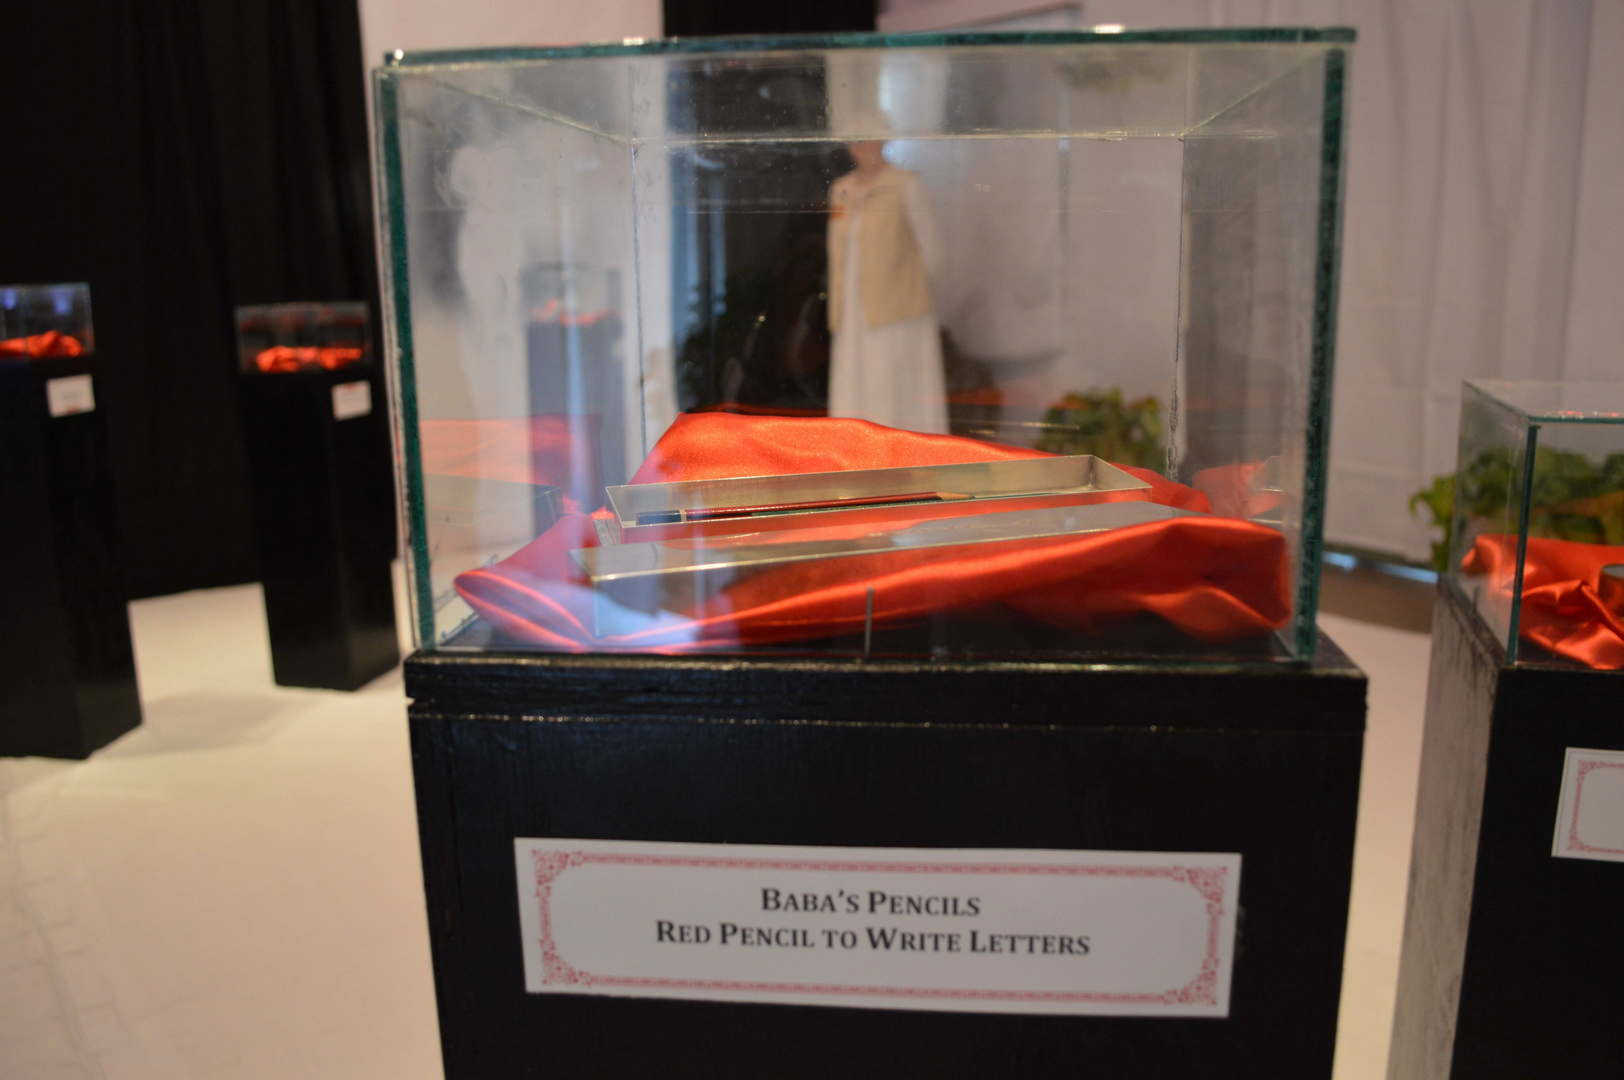 Baba's Pencils
Red Pencil to Write Letters